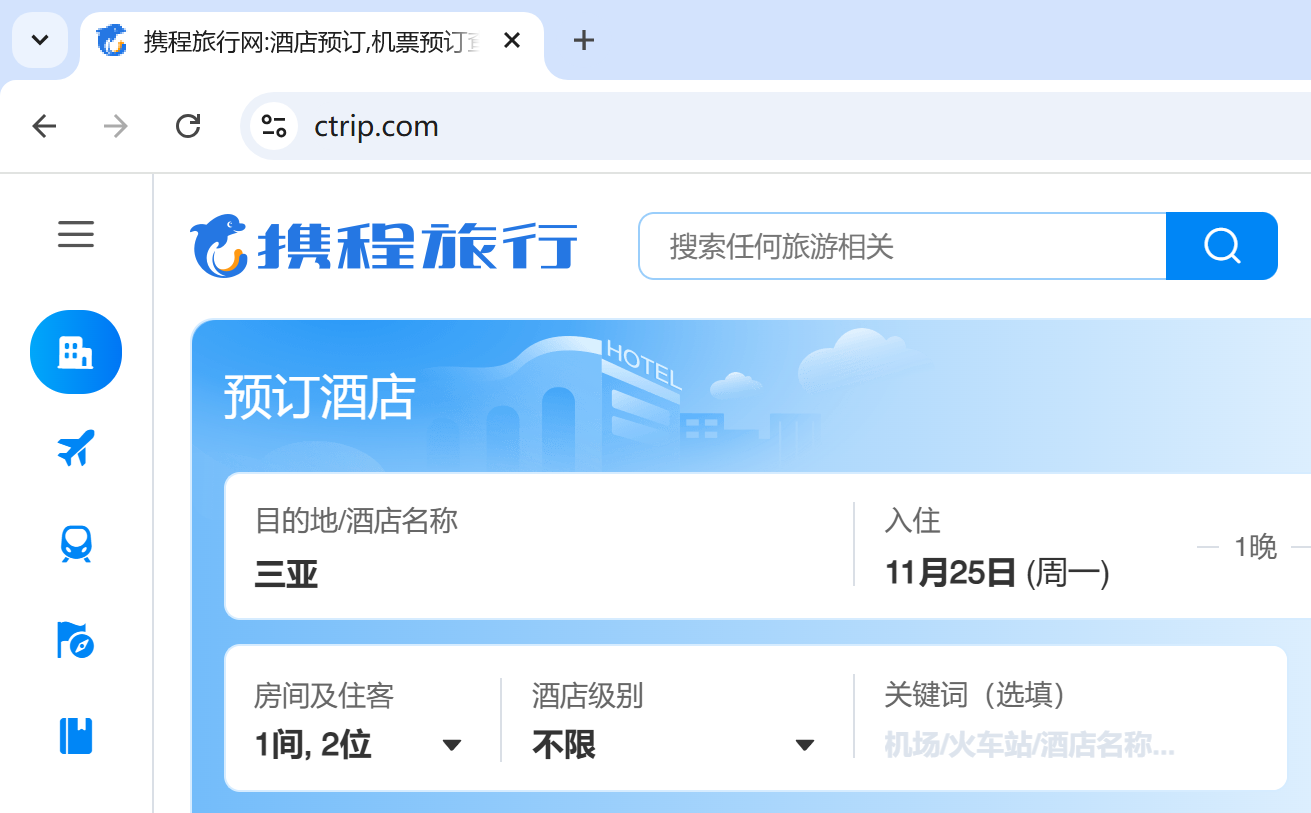 携程旅行网:酒店预订,机票预订
ctrip.com
携程旅行
搜索任何旅游相关
HOTEL
预订酒店
目的地/酒店名称
三亚
入住
11月25日 (周一)
1晚
房间及住客
1间, 2位
酒店级别
不限
关键词（选填）
机场/火车站/酒店名称...